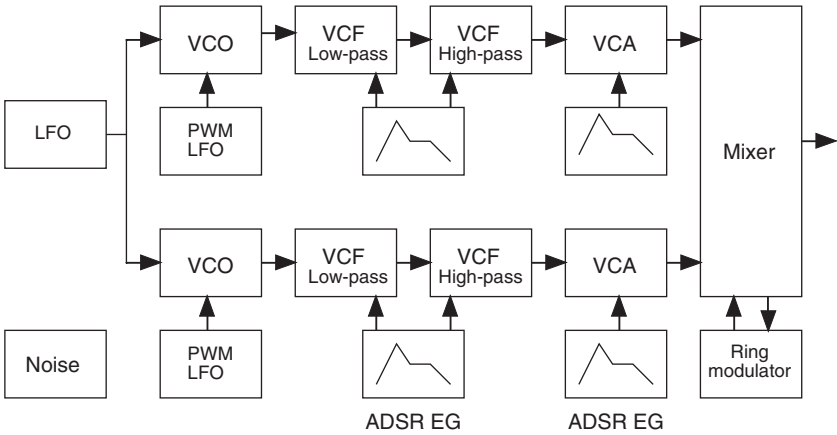 VCO
VCF
Low-pass
VCF
High-pass
VCA
LFO
PWM
LFO
Mixer
VCO
VCF
Low-pass
VCF
High-pass
VCA
Noise
PWM
LFO
Ring
modulator
ADSR EG
ADSR EG